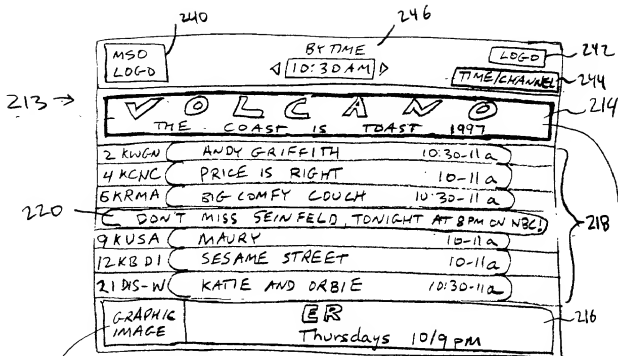 240
246
MSO
LOGO
BY TIME
10:30AM
LOGO
242
TIME/CHANNEL
244
213
VOLCANO
214
THE COAST IS TOAST 1997
2 KWGN ANDY GRIFFITH 10:30-11a
4 KCNC PRICE IS RIGHT 10-11a
6 KRMA BIG COMFY COUCH 10:30-11a
220
DON'T MISS SEINFELD, TONIGHT AT 8PM ON NBC!
218
9 KUSA MAURY 10-11a
12 KBDI SESAME STREET 10-11a
21 DIS-W KATIE AND ORBIE 10:30-11a
GRAPHIC
IMAGE
ER
216
Thursdays 10/9 pm